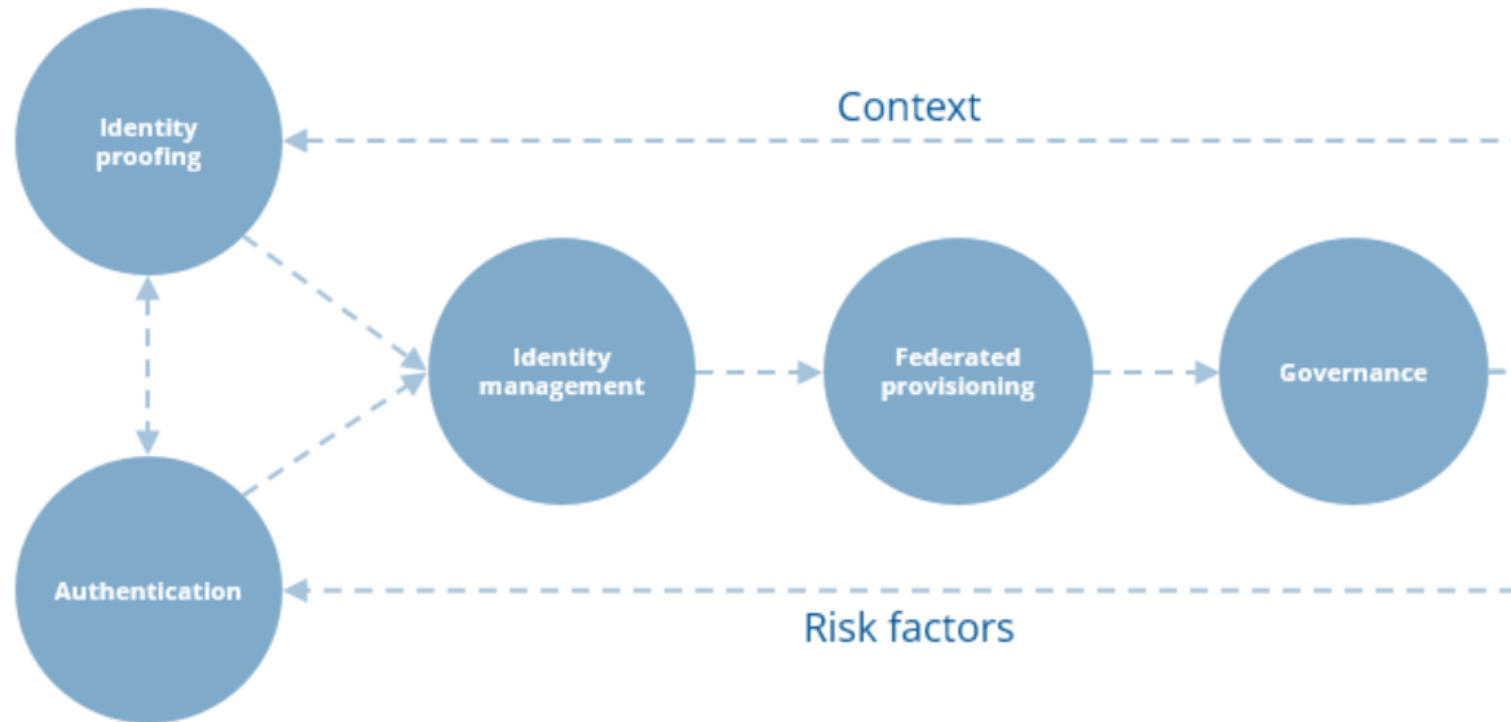 Identity
proofing
Context
Identity
management
Federated
provisioning
Governance
Authentication
Risk factors